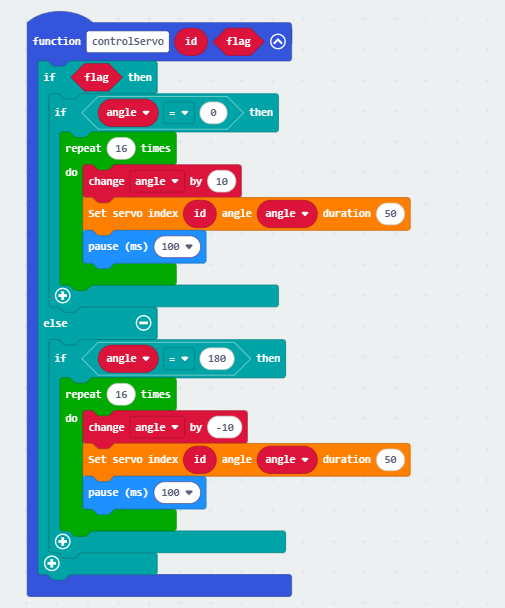 function controlServo id flag
if flag then
if angle = 0 then
repeat 16 times
do
change angle by 10
Set servo index id angle angle duration 50
pause (ms) 100
else
if angle = 180 then
repeat 16 times
do
change angle by -10
Set servo index id angle angle duration 50
pause (ms) 100